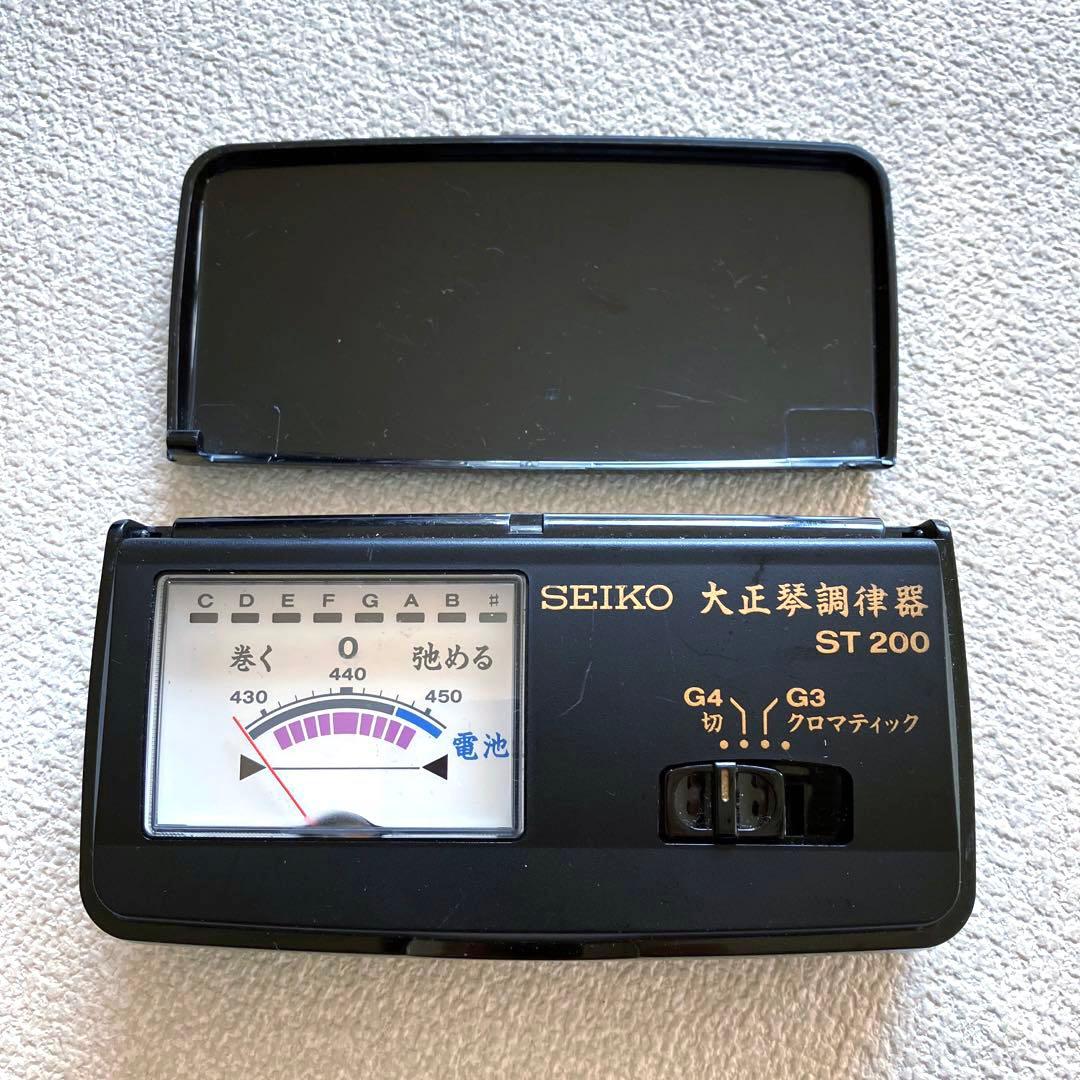 C D E F G A B ♯
巻く 0 弛める
430 440 450
電池
SEIKO 大正琴調律器
ST 200
G4 G3
切 クロマティック